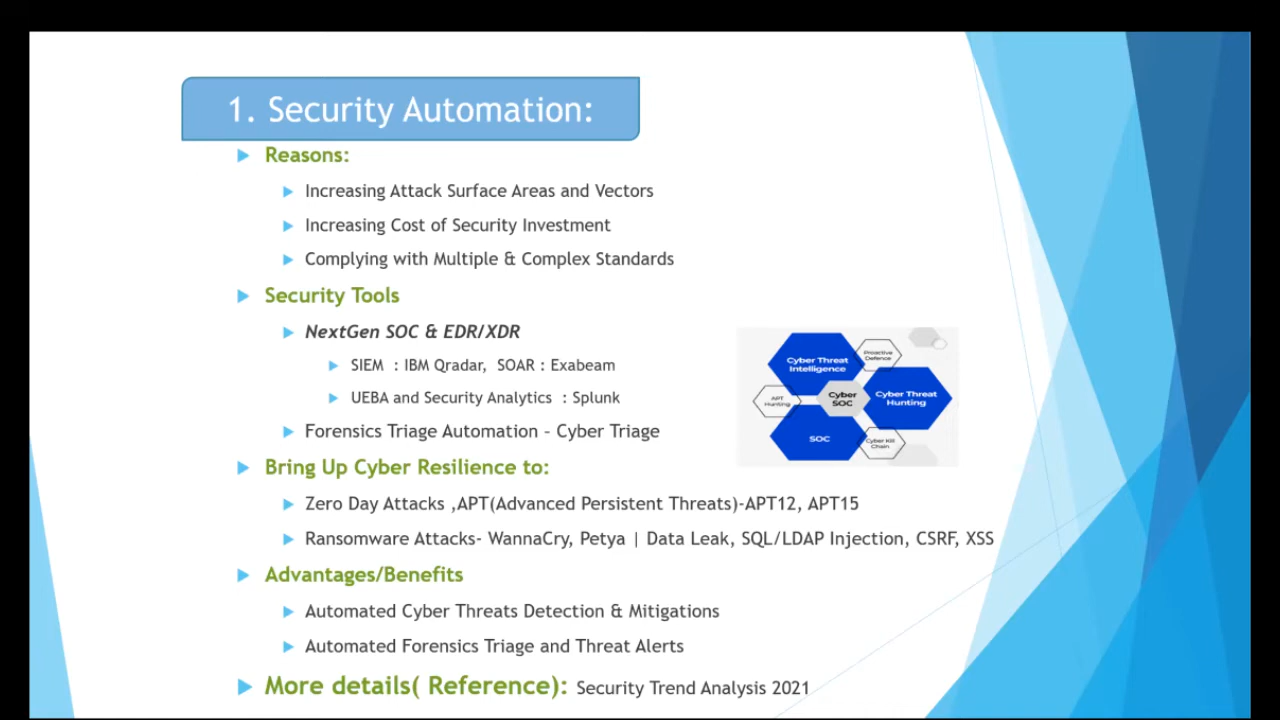 1. Security Automation:
Reasons:
Increasing Attack Surface Areas and Vectors
Increasing Cost of Security Investment
Complying with Multiple & Complex Standards
Security Tools
NextGen SOC & EDR/XDR
SIEM : IBM Qradar, SOAR : Exabeam
UEBA and Security Analytics : Splunk
Forensics Triage Automation – Cyber Triage
Cyber Threat
Intelligence
Proactive
Defence
APT
Hunting
Cyber
SOC
Cyber Threat
Hunting
SOC
Cyber Kill
Chain
Bring Up Cyber Resilience to:
Zero Day Attacks ,APT(Advanced Persistent Threats)-APT12, APT15
Ransomware Attacks- WannaCry, Petya | Data Leak, SQL/LDAP Injection, CSRF, XSS
Advantages/Benefits
Automated Cyber Threats Detection & Mitigations
Automated Forensics Triage and Threat Alerts
More details( Reference): Security Trend Analysis 2021